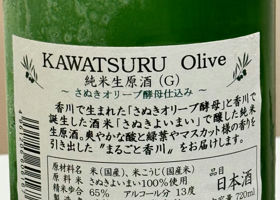 KAWATSURU Olive
純米生原酒(G)
～さぬきオリーブ酵母仕込み～
香川で生まれた「さぬきオリーブ酵母」と香川で
誕生した酒米「さぬきよいまい」で醸した純米
生原酒。爽やかな酸と緑葉やマスカット様の香りを
引き出した〝まるごと香川〟をお届けします。
原材料名 米(国産)、米こうじ(国産米)
原料米 さぬきよいまい100%使用
精米歩合 65% アルコール分 13度
品目
日本酒
720ml